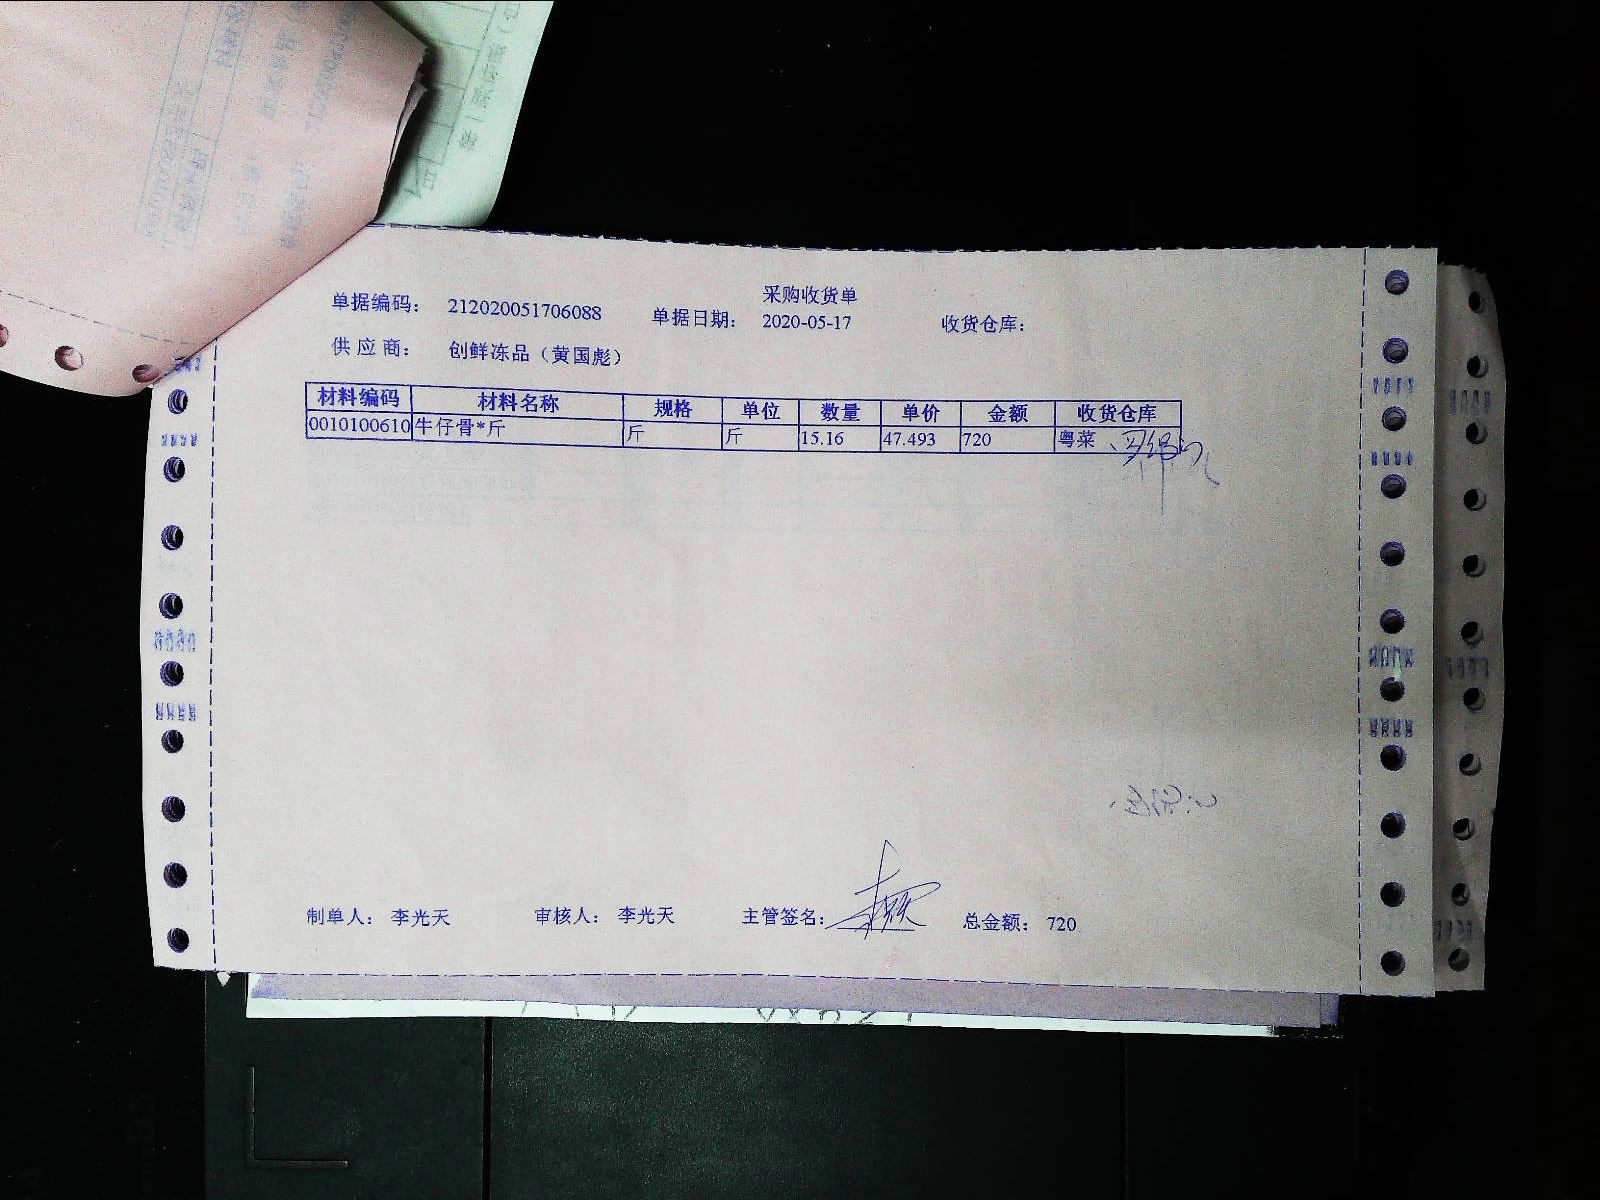 采购收货单
单据编码： 212020051706088 单据日期： 2020-05-17 收货仓库：
供 应 商： 创鲜冻品（黄国彪）
材料编码 材料名称 规格 单位 数量 单价 金额 收货仓库
0010100610 牛仔骨*斤 斤 斤 15.16 47.493 720 粤菜
制单人： 李光天 审核人： 李光天 主管签名： 总金额： 720